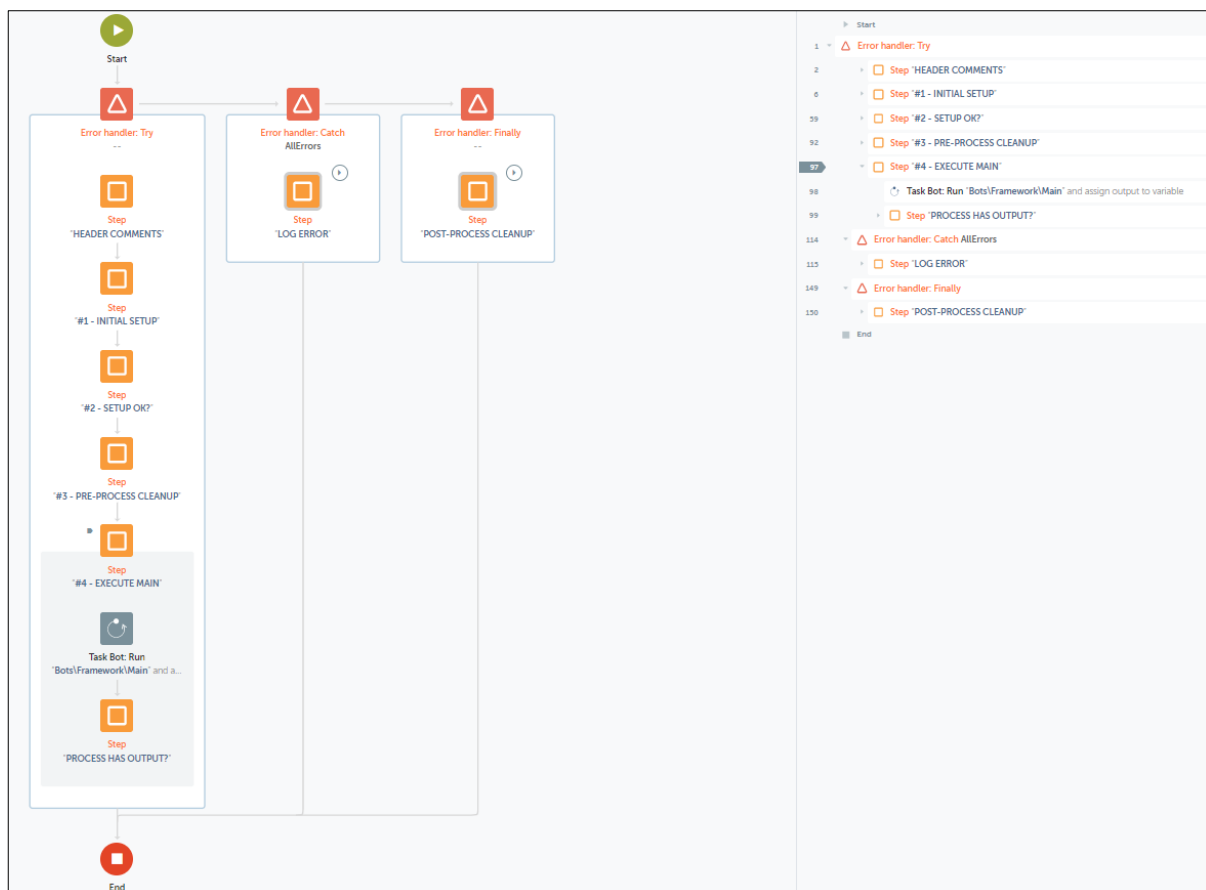 Start
Error handler: Try
--
Step
"HEADER COMMENTS"
Step
"#1 - INITIAL SETUP"
Step
"#2 - SETUP OK?"
Step
"#3 - PRE-PROCESS CLEANUP"
Step
"#4 - EXECUTE MAIN"
Task Bot: Run
"Bots\Framework\Main" and a...
Step
"PROCESS HAS OUTPUT?"
Error handler: Catch
AllErrors
Step
"LOG ERROR"
Error handler: Finally
--
Step
"POST-PROCESS CLEANUP"
End
Start
1 Error handler: Try
2 Step "HEADER COMMENTS"
6 Step "#1 - INITIAL SETUP"
59 Step "#2 - SETUP OK?"
92 Step "#3 - PRE-PROCESS CLEANUP"
97 Step "#4 - EXECUTE MAIN"
98 Task Bot: Run "Bots\Framework\Main" and assign output to variable
99 Step "PROCESS HAS OUTPUT?"
114 Error handler: Catch AllErrors
115 Step "LOG ERROR"
149 Error handler: Finally
150 Step "POST-PROCESS CLEANUP"
End